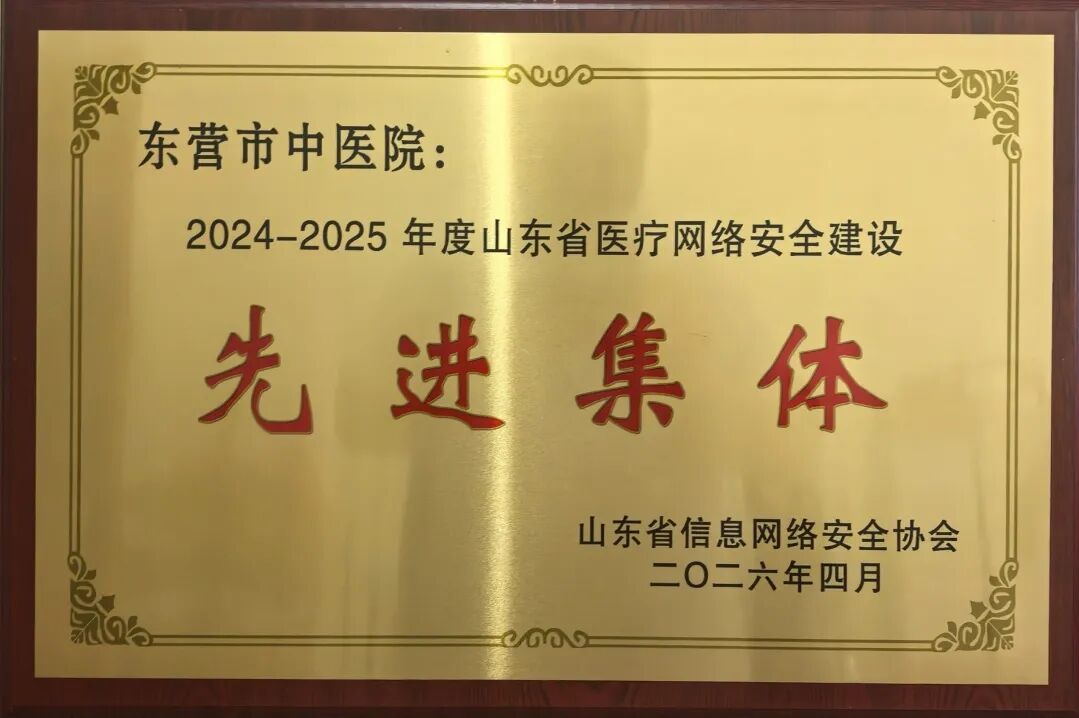 东营市中医院：
2024-2025 年度山东省医疗网络安全建设
先进集体
山东省信息网络安全协会
二〇二六年四月